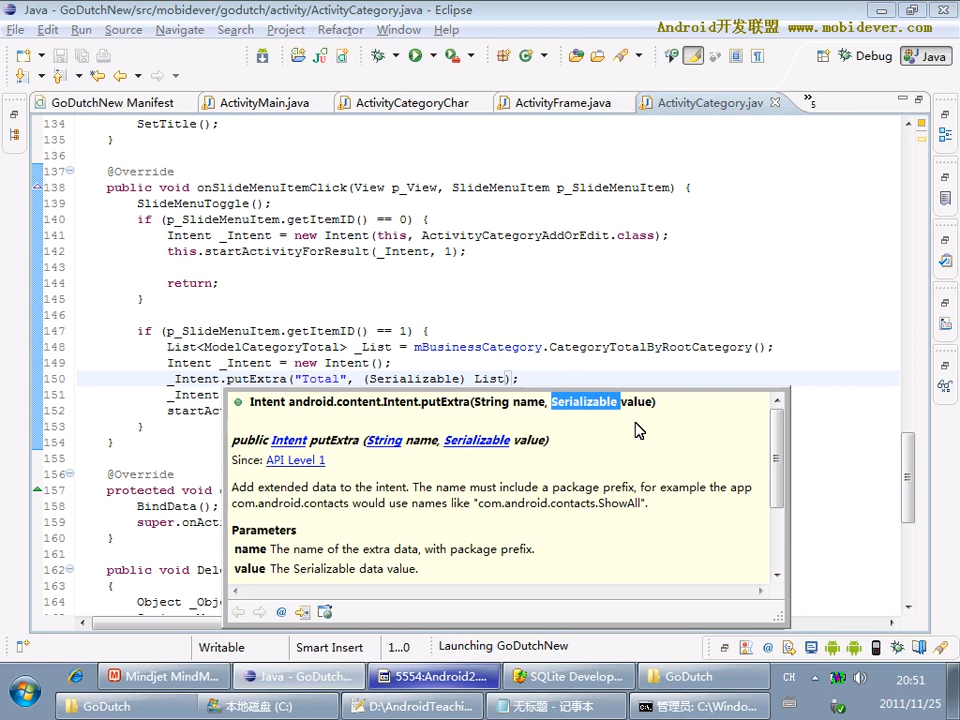 Java - GoDutchNew/src/mobidever/godutch/activity/ActivityCategory.java - Eclipse
File Edit Run Source Navigate Search Project Refactor Window Help
Android开发联盟 www.mobidever.com
Debug Java
GoDutchNew Manifest ActivityMain.java ActivityCategoryChar ActivityFrame.java ActivityCategory.jav »5
134 SetTitle();
135 }
136
137 @Override
138 public void onSlideMenuItemClick(View p_View, SlideMenuItem p_SlideMenuItem) {
139 SlideMenuToggle();
140 if (p_SlideMenuItem.getItemID() == 0) {
141 Intent _Intent = new Intent(this, ActivityCategoryAddOrEdit.class);
142 this.startActivityForResult(_Intent, 1);
143
144 return;
145 }
146
147 if (p_SlideMenuItem.getItemID() == 1) {
148 List<ModelCategoryTotal> _List = mBusinessCategory.CategoryTotalByRootCategory();
149 Intent _Intent = new Intent();
150 _Intent.putExtra("Total", (Serializable) List);
151 _Intent
152 startAc
153 }
154 }
155
156 @Override
157 protected void
158 BindData();
159 super.onActi
160 }
161
162 public void Del
163 {
164 Object _Obj
Intent android.content.Intent.putExtra(String name, Serializable value)
public Intent putExtra (String name, Serializable value)
Since: API Level 1
Add extended data to the intent. The name must include a package prefix, for example the app
com.android.contacts would use names like "com.android.contacts.ShowAll".
Parameters
name The name of the extra data, with package prefix.
value The Serializable data value.
@
Writable Smart Insert 1...0 Launching GoDutchNew
Mindjet MindM... Java - GoDutch... 5554:Android2.... SQLite Develop... GoDutch CH 20:51
GoDutch 本地磁盘 (C:) D:\AndroidTeachi... 无标题 - 记事本 管理员: C:\Windo... 2011/11/25